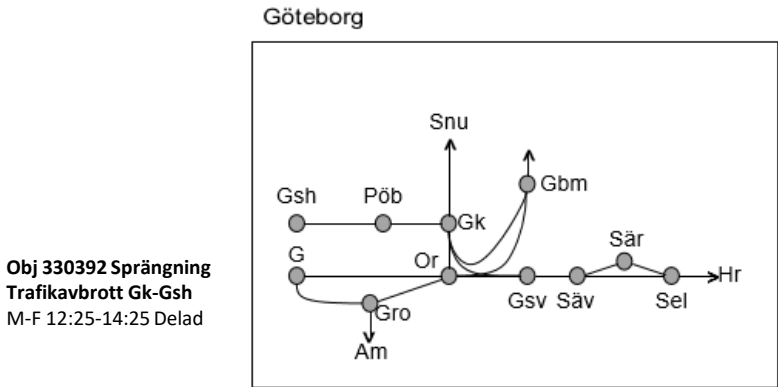 Göteborg
Snu
Gbm
Gsh
Pöb
Gk
Sär
G
Or
Hr
Gsv
Säv
Sel
Gro
Am
Obj 330392 Sprängning
Trafikavbrott Gk-Gsh
M-F 12:25-14:25 Delad